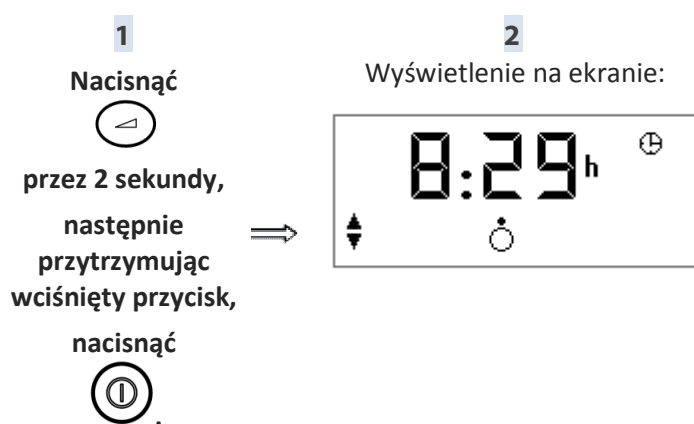 1
Nacisnąć
przez 2 sekundy,
następnie
przytrzymując
wciśnięty przycisk,
nacisnąć
.
2
Wyświetlenie na ekranie:
8:29h